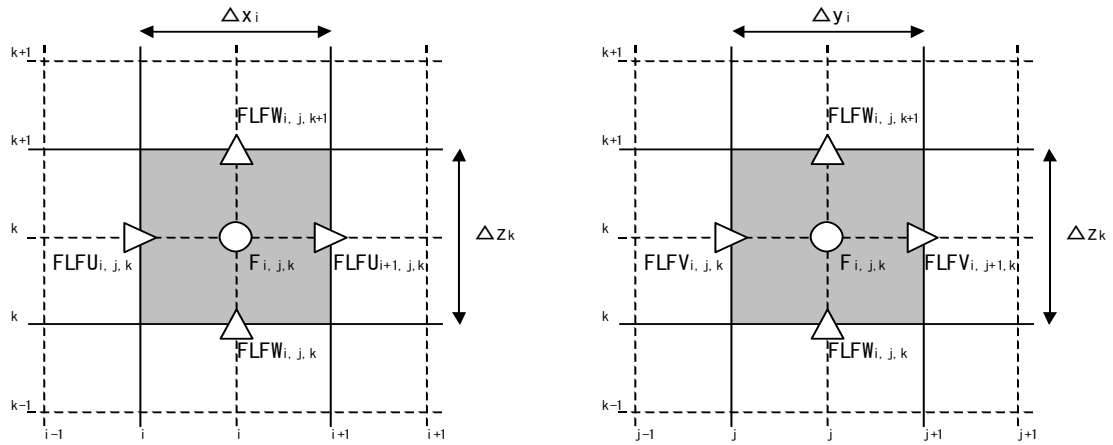 △xi
k+1
FLFWi, j, k+1
k+1
k
△zk
FLFUi, j, k
Fi, j, k
FLFUi+1, j, k
k
FLFWi, j, k
k-1
i-1
i
i
i+1
i+1
△yi
k+1
FLFWi, j, k+1
k+1
k
△zk
FLFVi, j, k
Fi, j, k
FLFVi, j+1, k
k
FLFWi, j, k
k-1
j-1
j
j
j+1
j+1